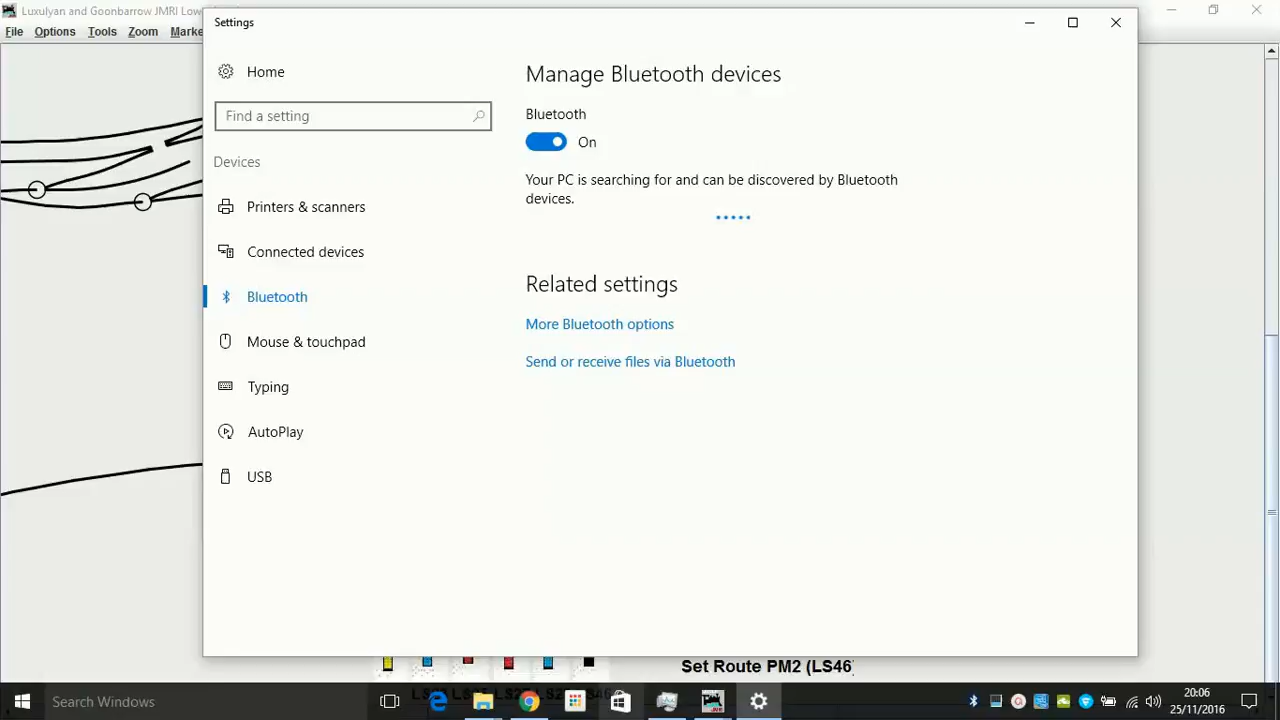 Luxulyan and Goonbarrow JMRI Low
File Options Tools Zoom Marke
Settings
Home
Find a setting
Devices
Printers & scanners
Connected devices
Bluetooth
Mouse & touchpad
Typing
AutoPlay
USB
Manage Bluetooth devices
Bluetooth
On
Your PC is searching for and can be discovered by Bluetooth
devices.
Related settings
More Bluetooth options
Send or receive files via Bluetooth
Set Route PM2 (LS46
Search Windows
20:06
25/11/2016